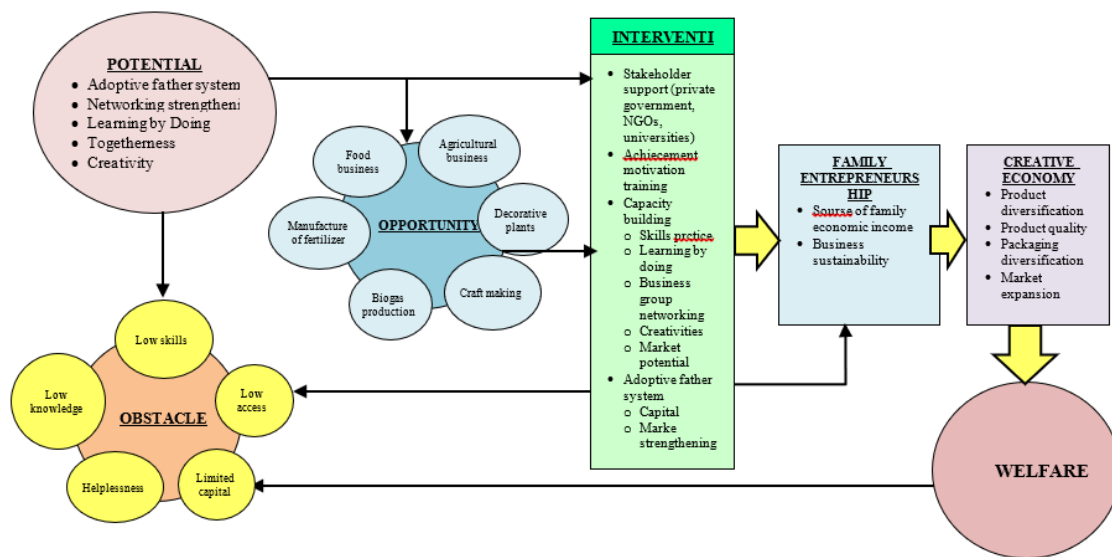 POTENTIAL
• Adoptive father system
• Networking strengtheni
• Learning by Doing
• Togetherness
• Creativity
Food
business
Agricultural
business
Manufacture
of fertilizer
OPPORTUNITY
Decorative
plants
Biogas
production
Craft making
Low skills
Low
knowledge
Low
access
OBSTACLE
Helplessness
Limited
capital
INTERVENTI
• Stakeholder
support (private
government,
NGOs,
universities)
• Achiecement
motivation
training
• Capacity
building
o Skills prctice
o Learning by
doing
o Business
group
networking
o Creativities
o Market
potential
• Adoptive father
system
o Capital
o Marke
strengthening
FAMILY
ENTREPRENEURS
HIP
• Sourse of family
economic income
• Business
sustainability
CREATIVE
ECONOMY
• Product
diversification
• Product quality
• Packaging
diversification
• Market
expansion
WELFARE